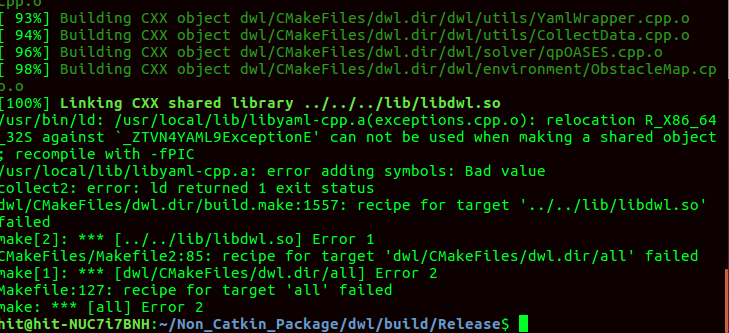 cpp.o
[ 93%] Building CXX object dwl/CMakeFiles/dwl.dir/dwl/utils/YamlWrapper.cpp.o
[ 94%] Building CXX object dwl/CMakeFiles/dwl.dir/dwl/utils/CollectData.cpp.o
[ 96%] Building CXX object dwl/CMakeFiles/dwl.dir/dwl/solver/qpOASES.cpp.o
[ 98%] Building CXX object dwl/CMakeFiles/dwl.dir/dwl/environment/ObstacleMap.cp
p.o
[100%] Linking CXX shared library ../../../lib/libdwl.so
/usr/bin/ld: /usr/local/lib/libyaml-cpp.a(exceptions.cpp.o): relocation R_X86_64
_32S against `_ZTVN4YAML9ExceptionE' can not be used when making a shared object
; recompile with -fPIC
/usr/local/lib/libyaml-cpp.a: error adding symbols: Bad value
collect2: error: ld returned 1 exit status
dwl/CMakeFiles/dwl.dir/build.make:1557: recipe for target '../../lib/libdwl.so'
failed
make[2]: *** [../../lib/libdwl.so] Error 1
CMakeFiles/Makefile2:85: recipe for target 'dwl/CMakeFiles/dwl.dir/all' failed
make[1]: *** [dwl/CMakeFiles/dwl.dir/all] Error 2
Makefile:127: recipe for target 'all' failed
make: *** [all] Error 2
hit@hit-NUC7i7BNH:~/Non_Catkin_Package/dwl/build/Release$